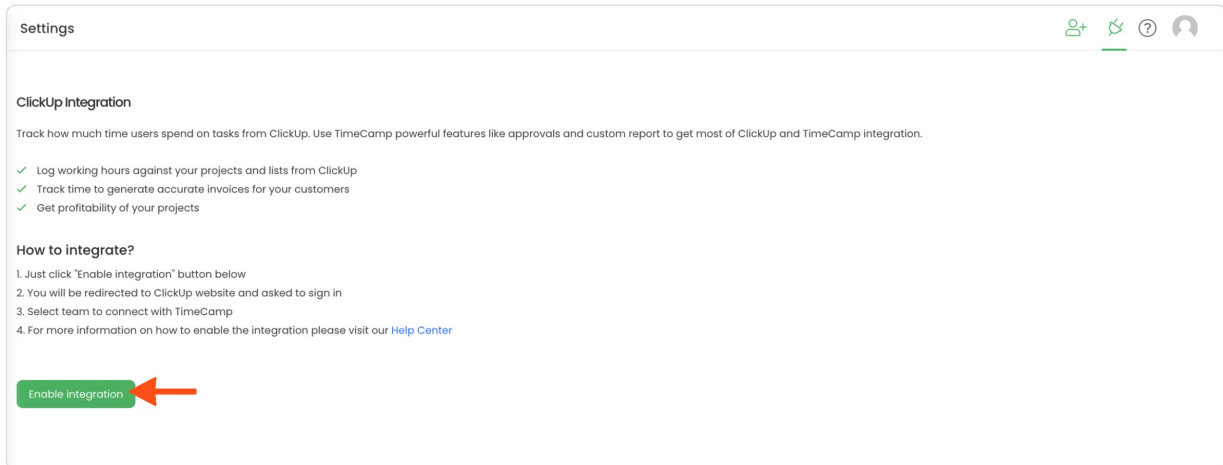 Settings
ClickUp Integration
Track how much time users spend on tasks from ClickUp. Use TimeCamp powerful features like approvals and custom report to get most of ClickUp and TimeCamp integration.
Log working hours against your projects and lists from ClickUp
Track time to generate accurate invoices for your customers
Get profitability of your projects
How to integrate?
1. Just click "Enable integration" button below
2. You will be redirected to ClickUp website and asked to sign in
3. Select team to connect with TimeCamp
4. For more information on how to enable the integration please visit our Help Center
Enable integration